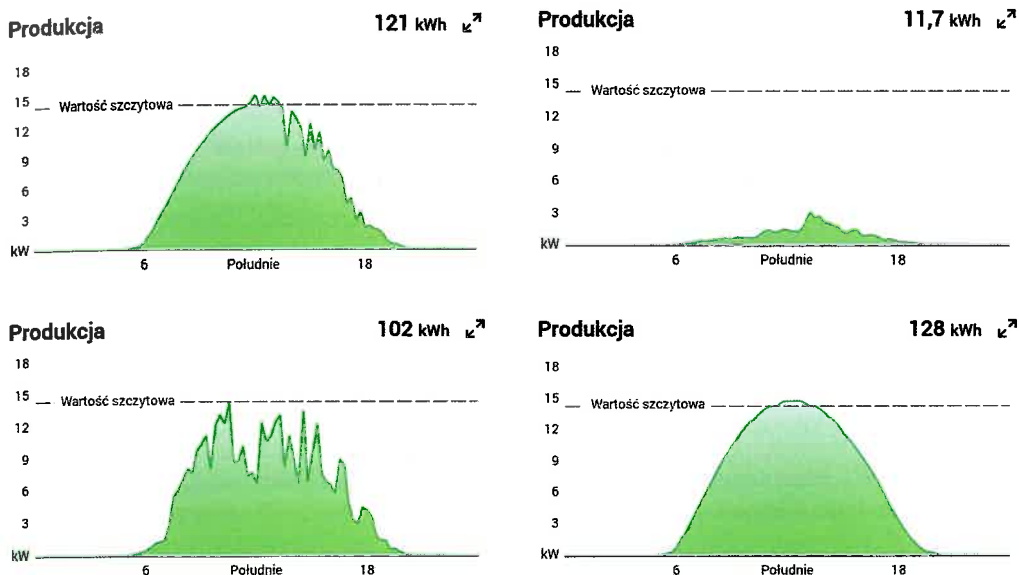 Produkcja 121 kWh
18
15 Wartość szczytowa
12
9
6
3
kW
6 Południe 18
Produkcja 11,7 kWh
18
15 Wartość szczytowa
12
9
6
3
kW
6 Południe 18
Produkcja 102 kWh
18
15 Wartość szczytowa
12
9
6
3
kW
6 Południe 18
Produkcja 128 kWh
18
15 Wartość szczytowa
12
9
6
3
kW
6 Południe 18